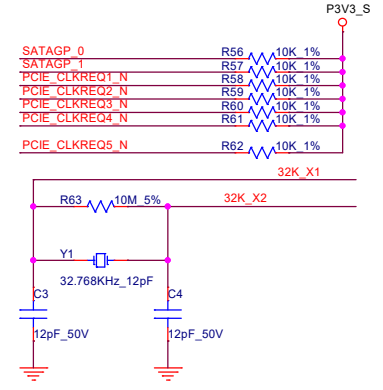 P3V3_S
SATAGP_0 R56 10K_1%
SATAGP_1 R57 10K_1%
PCIE_CLKREQ1_N R58 10K_1%
PCIE_CLKREQ2_N R59 10K_1%
PCIE_CLKREQ3_N R60 10K_1%
PCIE_CLKREQ4_N R61 10K_1%
PCIE_CLKREQ5_N R62 10K_1%
32K_X1
R63 10M_5% 32K_X2
Y1
32.768KHz_12pF
C3 C4
12pF_50V 12pF_50V